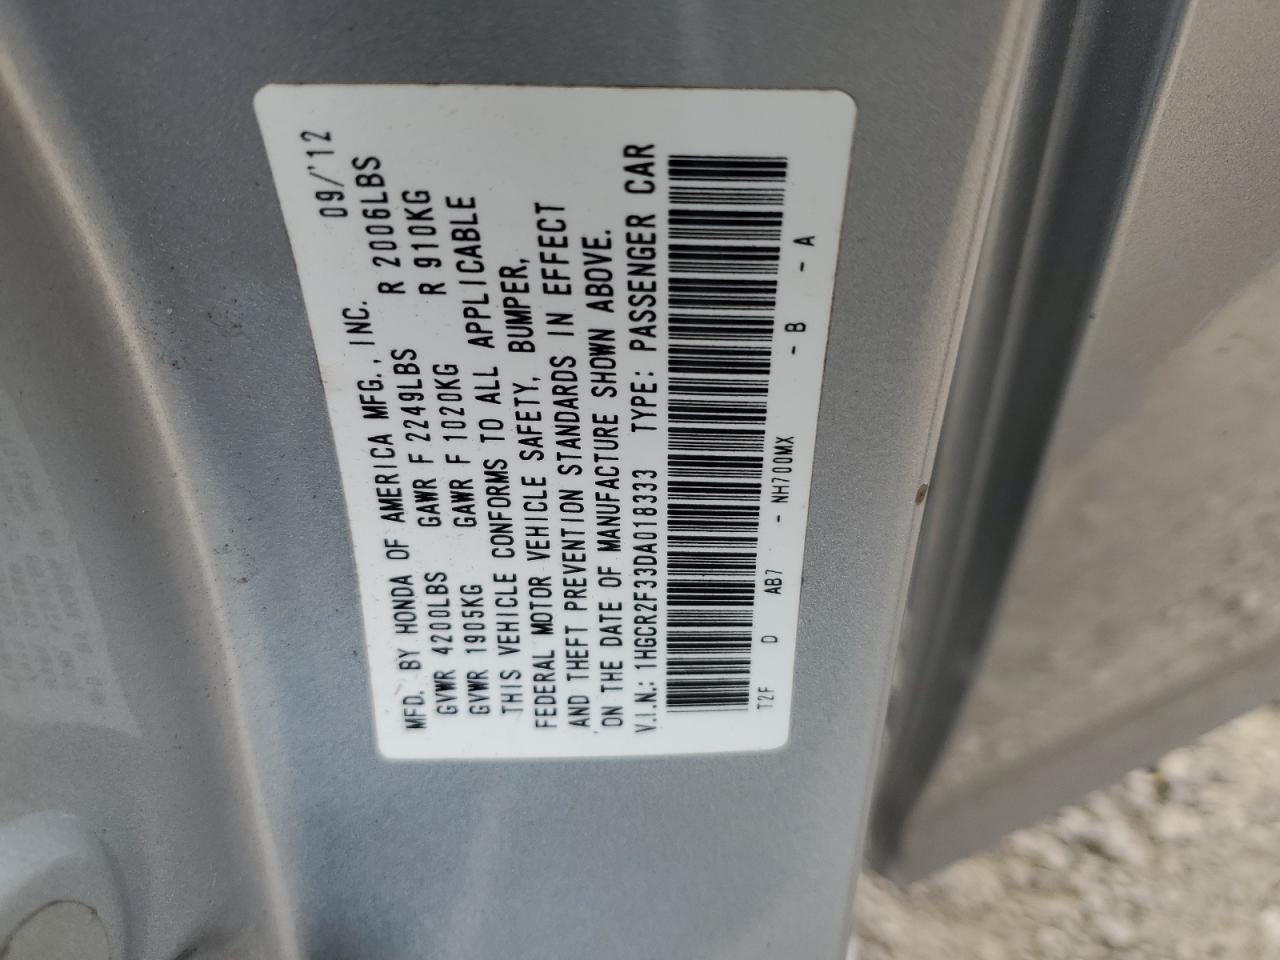 MFD. BY HONDA OF AMERICA MFG., INC. 09/'12
GVWR 4200LBS GAWR F 2249LBS R 2006LBS
GVWR 1905KG GAWR F 1020KG R 910KG
THIS VEHICLE CONFORMS TO ALL APPLICABLE
FEDERAL MOTOR VEHICLE SAFETY, BUMPER,
AND THEFT PREVENTION STANDARDS IN EFFECT
ON THE DATE OF MANUFACTURE SHOWN ABOVE.
V.I.N.: 1HGCR2F33DA018333 TYPE: PASSENGER CAR
T2F D AB7 - NH700MX - B - A